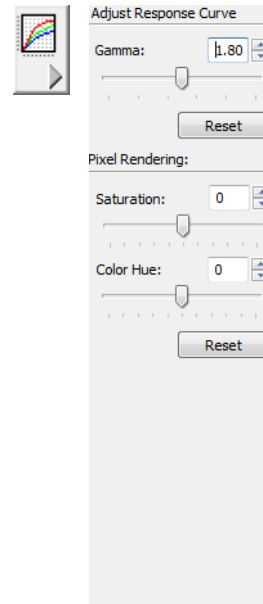 Adjust Response Curve
Gamma: 1.80
Reset
Pixel Rendering:
Saturation: 0
Color Hue: 0
Reset